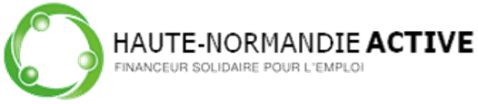 HAUTE-NORMANDIE ACTIVE
FINANCEUR SOLIDAIRE POUR L'EMPLOI